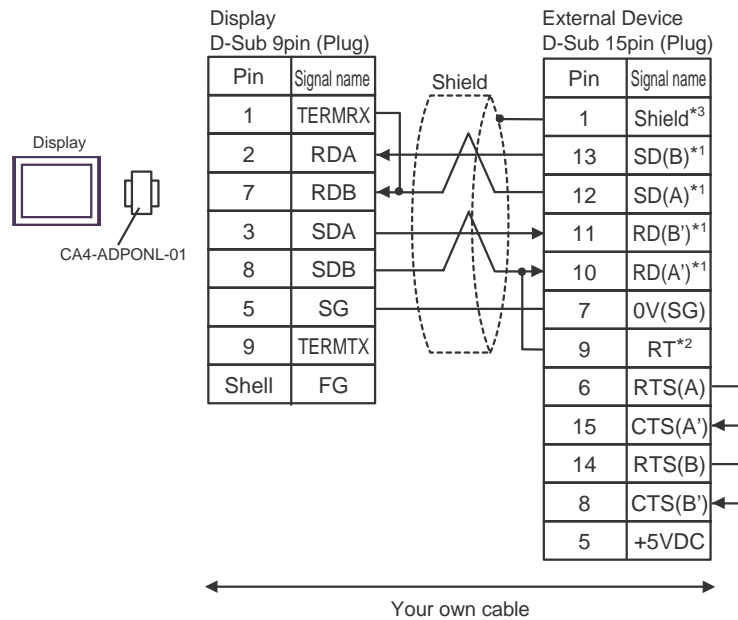 Display
D-Sub 9pin (Plug)
External Device
D-Sub 15pin (Plug)
Display
CA4-ADPONL-01
Shield
Pin Signal name
1 TERMRX
2 RDA
7 RDB
3 SDA
8 SDB
5 SG
9 TERMTX
Shell FG
Pin Signal name
1 Shield*3
13 SD(B)*1
12 SD(A)*1
11 RD(B’)*1
10 RD(A’)*1
7 0V(SG)
9 RT*2
6 RTS(A)
15 CTS(A’)
14 RTS(B)
8 CTS(B’)
5 +5VDC
Your own cable